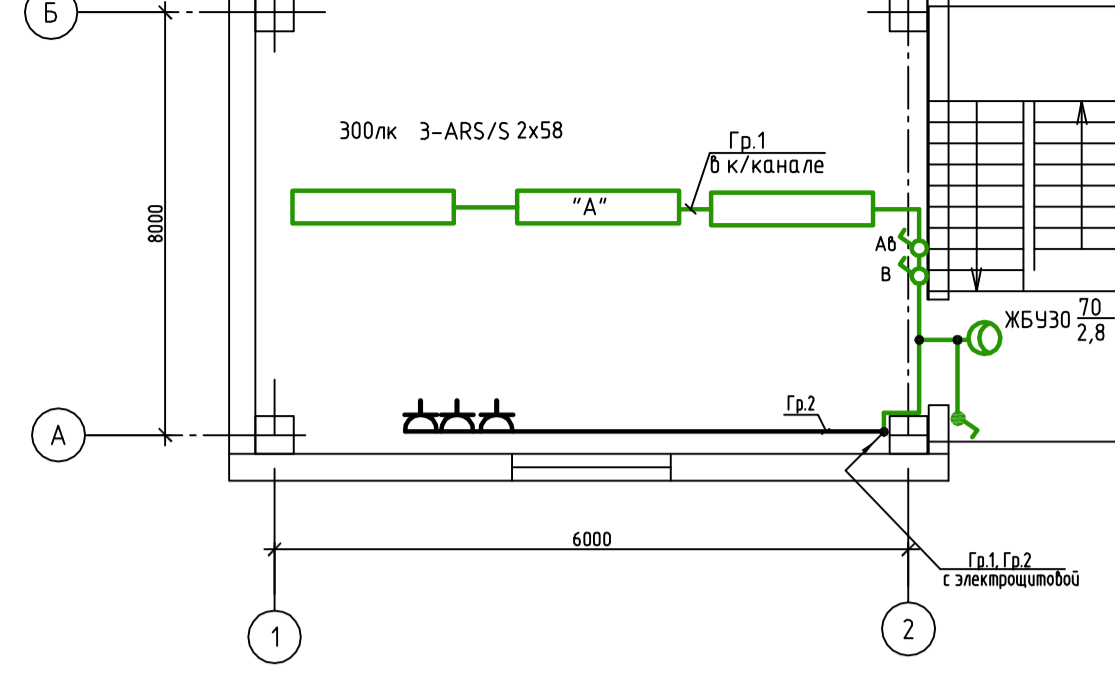 Б
300лк 3-ARS/S 2х58
Гр.1
в к/канале
"А"
8000
Ав
В
ЖБУ30 70
2,8
Гр.2
А
6000
Гр.1, Гр.2
с электрощитовой
1
2